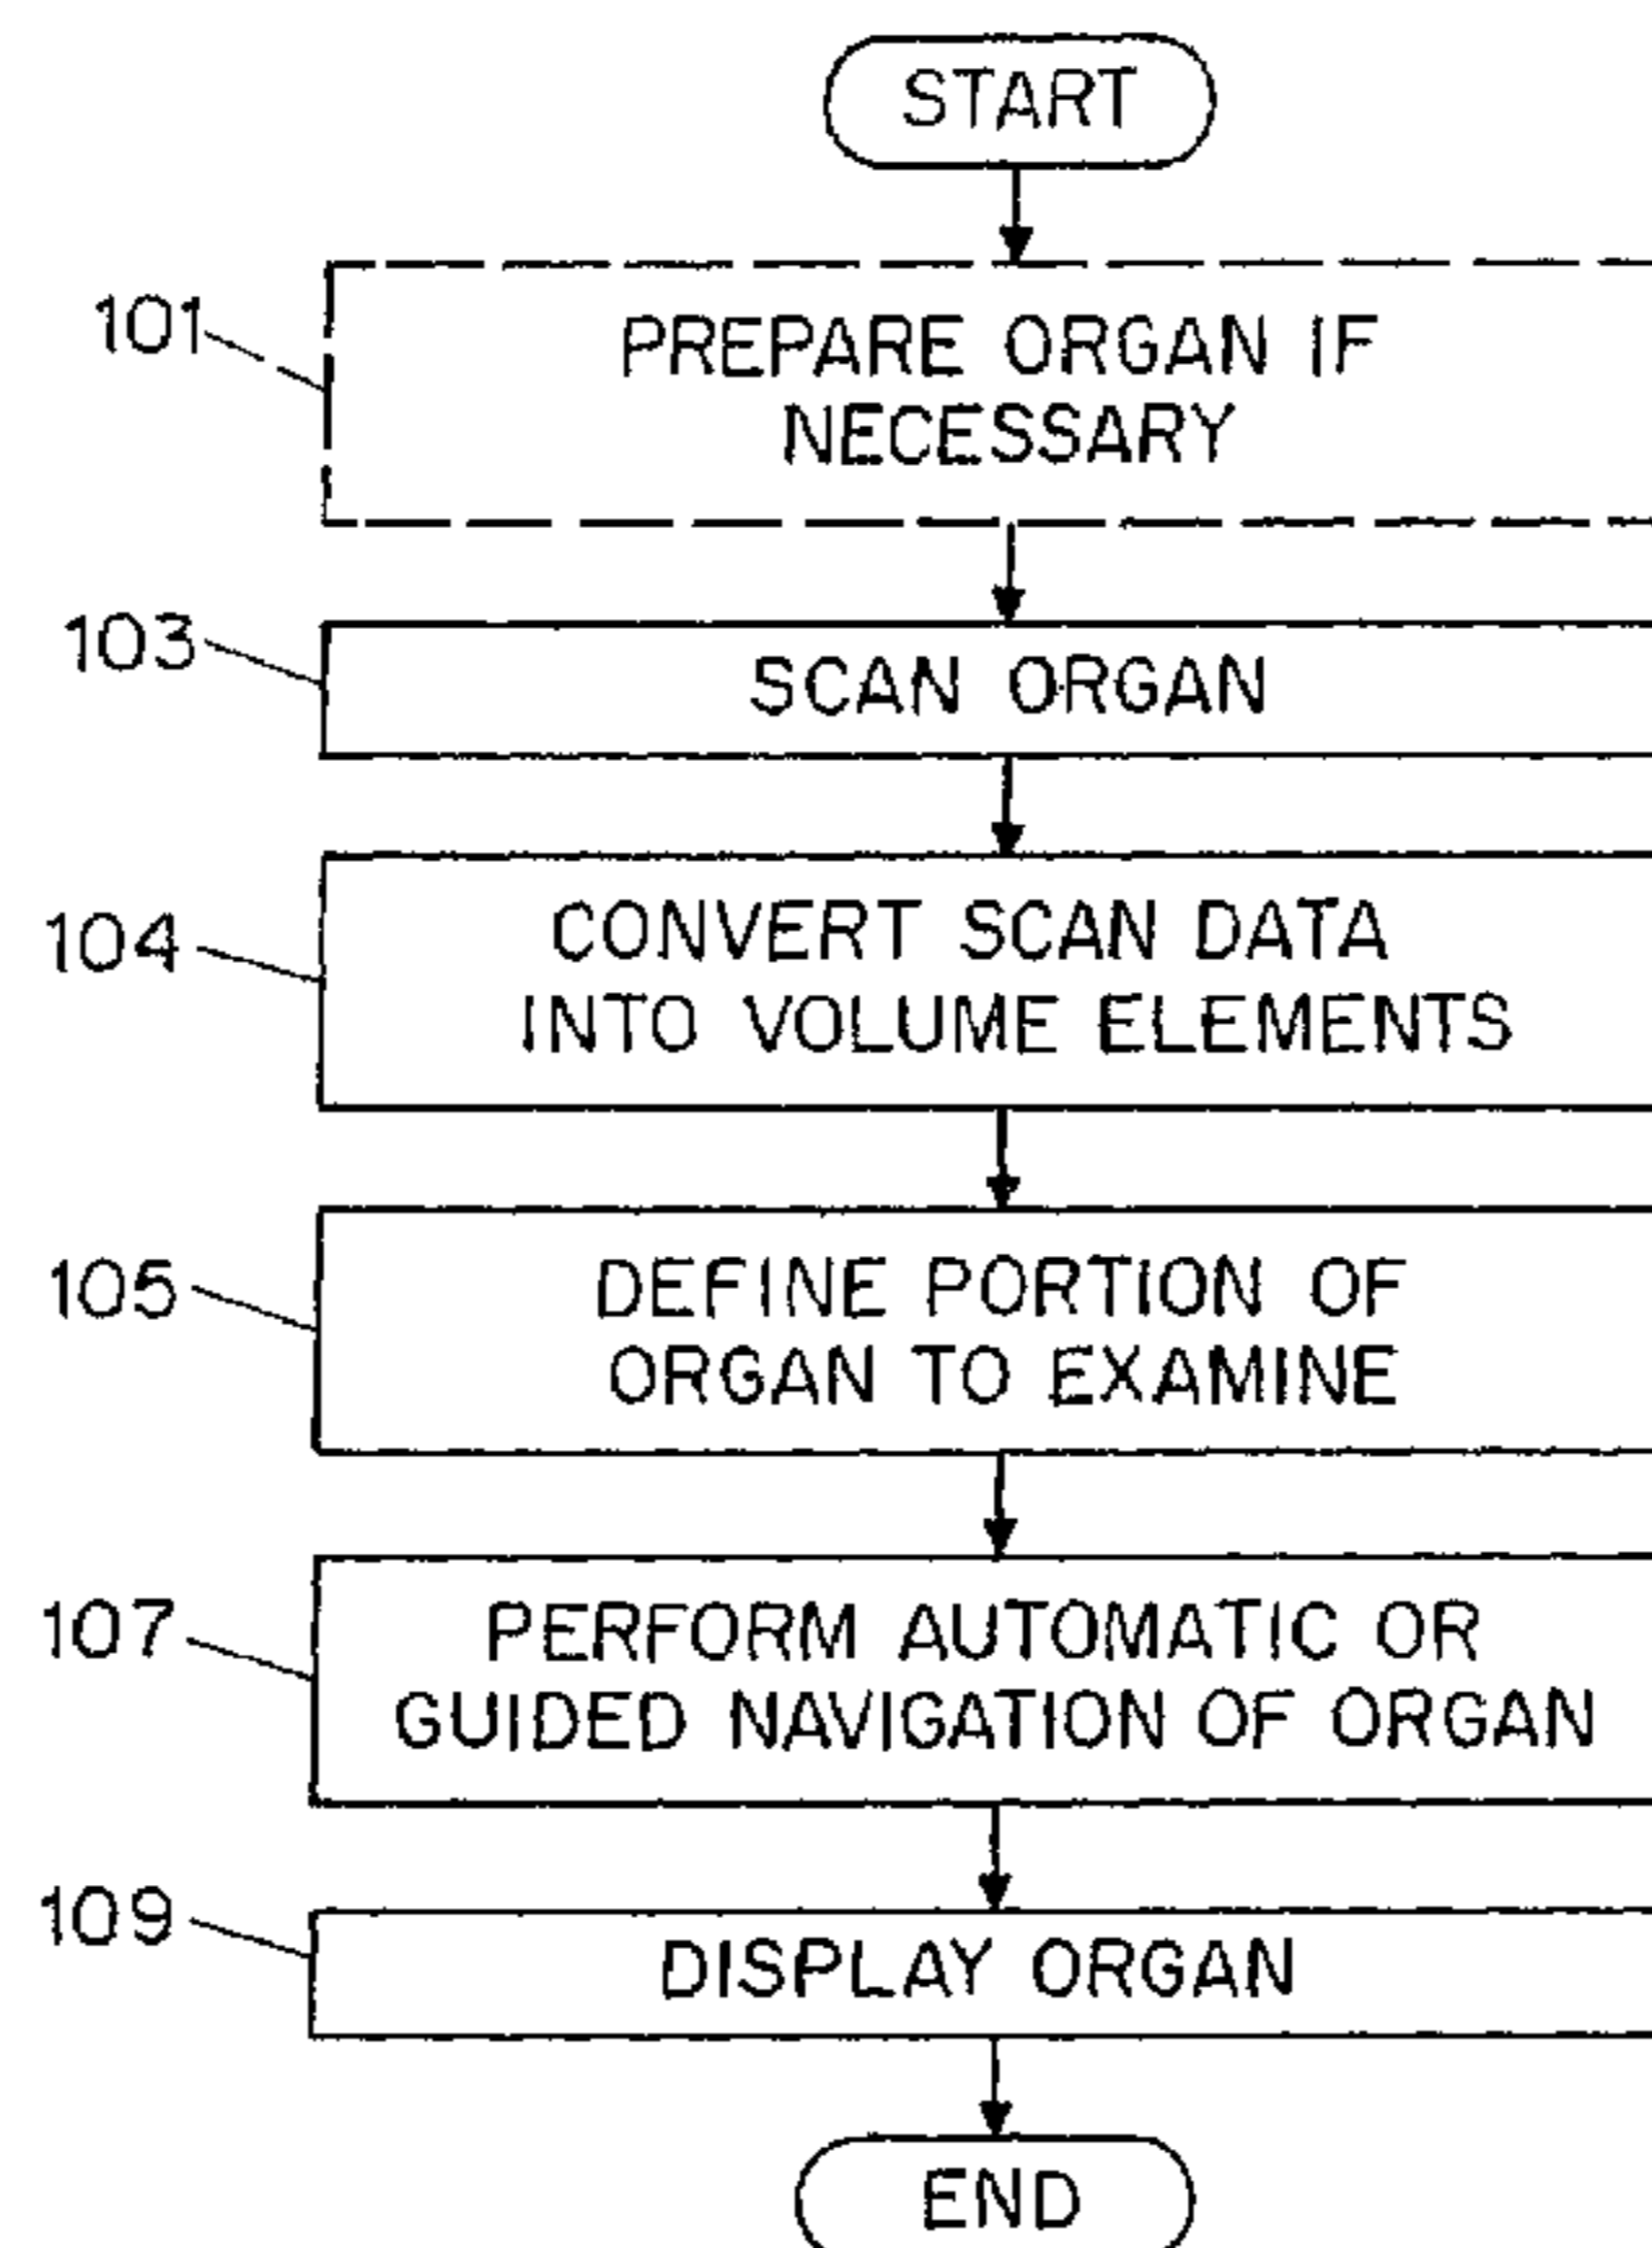 START
101
PREPARE ORGAN IF
NECESSARY
103
SCAN ORGAN
104
CONVERT SCAN DATA
INTO VOLUME ELEMENTS
105
DEFINE PORTION OF
ORGAN TO EXAMINE
107
PERFORM AUTOMATIC OR
GUIDED NAVIGATION OF ORGAN
109
DISPLAY ORGAN
END